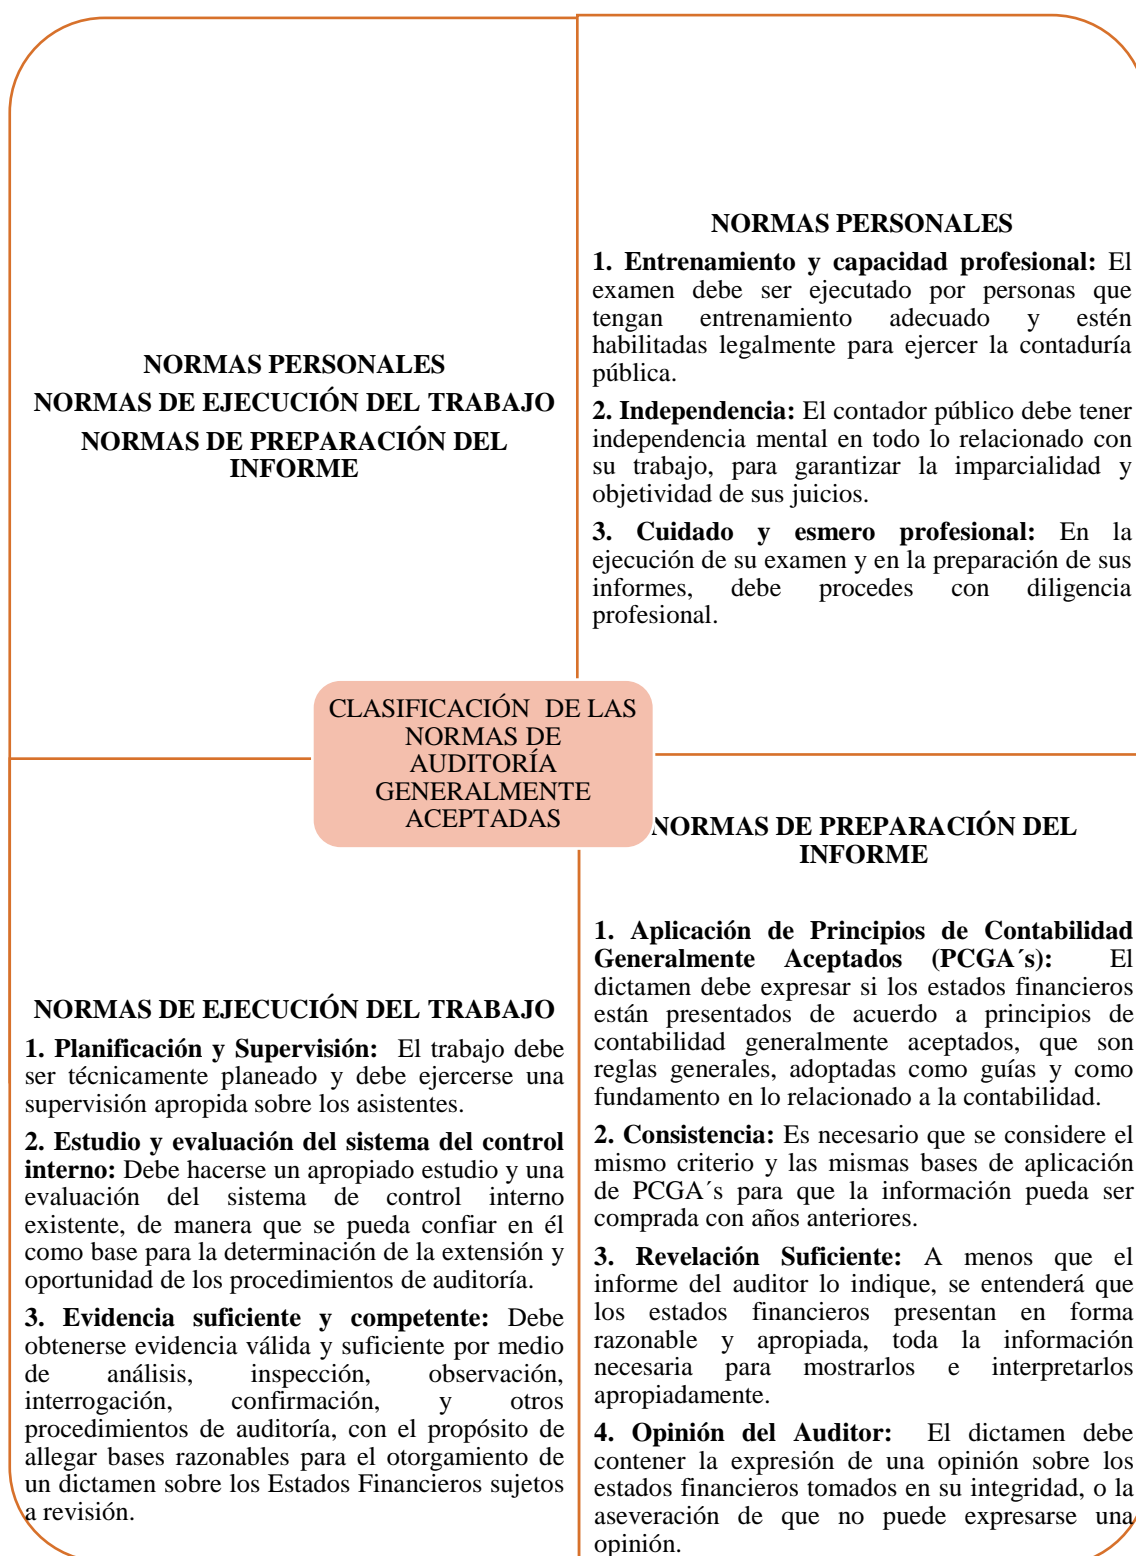 NORMAS PERSONALES
NORMAS DE EJECUCIÓN DEL TRABAJO
NORMAS DE PREPARACIÓN DEL
INFORME
NORMAS PERSONALES
1. Entrenamiento y capacidad profesional: El
examen debe ser ejecutado por personas que
tengan entrenamiento adecuado y estén
habilitadas legalmente para ejercer la contaduría
pública.
2. Independencia: El contador público debe tener
independencia mental en todo lo relacionado con
su trabajo, para garantizar la imparcialidad y
objetividad de sus juicios.
3. Cuidado y esmero profesional: En la
ejecución de su examen y en la preparación de sus
informes, debe procedes con diligencia
profesional.
CLASIFICACIÓN DE LAS
NORMAS DE
AUDITORÍA
GENERALMENTE
ACEPTADAS
NORMAS DE EJECUCIÓN DEL TRABAJO
1. Planificación y Supervisión: El trabajo debe
ser técnicamente planeado y debe ejercerse una
supervisión apropida sobre los asistentes.
2. Estudio y evaluación del sistema del control
interno: Debe hacerse un apropiado estudio y una
evaluación del sistema de control interno
existente, de manera que se pueda confiar en él
como base para la determinación de la extensión y
oportunidad de los procedimientos de auditoría.
3. Evidencia suficiente y competente: Debe
obtenerse evidencia válida y suficiente por medio
de análisis, inspección, observación,
interrogación, confirmación, y otros
procedimientos de auditoría, con el propósito de
allegar bases razonables para el otorgamiento de
un dictamen sobre los Estados Financieros sujetos
a revisión.
NORMAS DE PREPARACIÓN DEL
INFORME
1. Aplicación de Principios de Contabilidad
Generalmente Aceptados (PCGA´s): El
dictamen debe expresar si los estados financieros
están presentados de acuerdo a principios de
contabilidad generalmente aceptados, que son
reglas generales, adoptadas como guías y como
fundamento en lo relacionado a la contabilidad.
2. Consistencia: Es necesario que se considere el
mismo criterio y las mismas bases de aplicación
de PCGA´s para que la información pueda ser
comprada con años anteriores.
3. Revelación Suficiente: A menos que el
informe del auditor lo indique, se entenderá que
los estados financieros presentan en forma
razonable y apropiada, toda la información
necesaria para mostrarlos e interpretarlos
apropiadamente.
4. Opinión del Auditor: El dictamen debe
contener la expresión de una opinión sobre los
estados financieros tomados en su integridad, o la
aseveración de que no puede expresarse una
opinión.